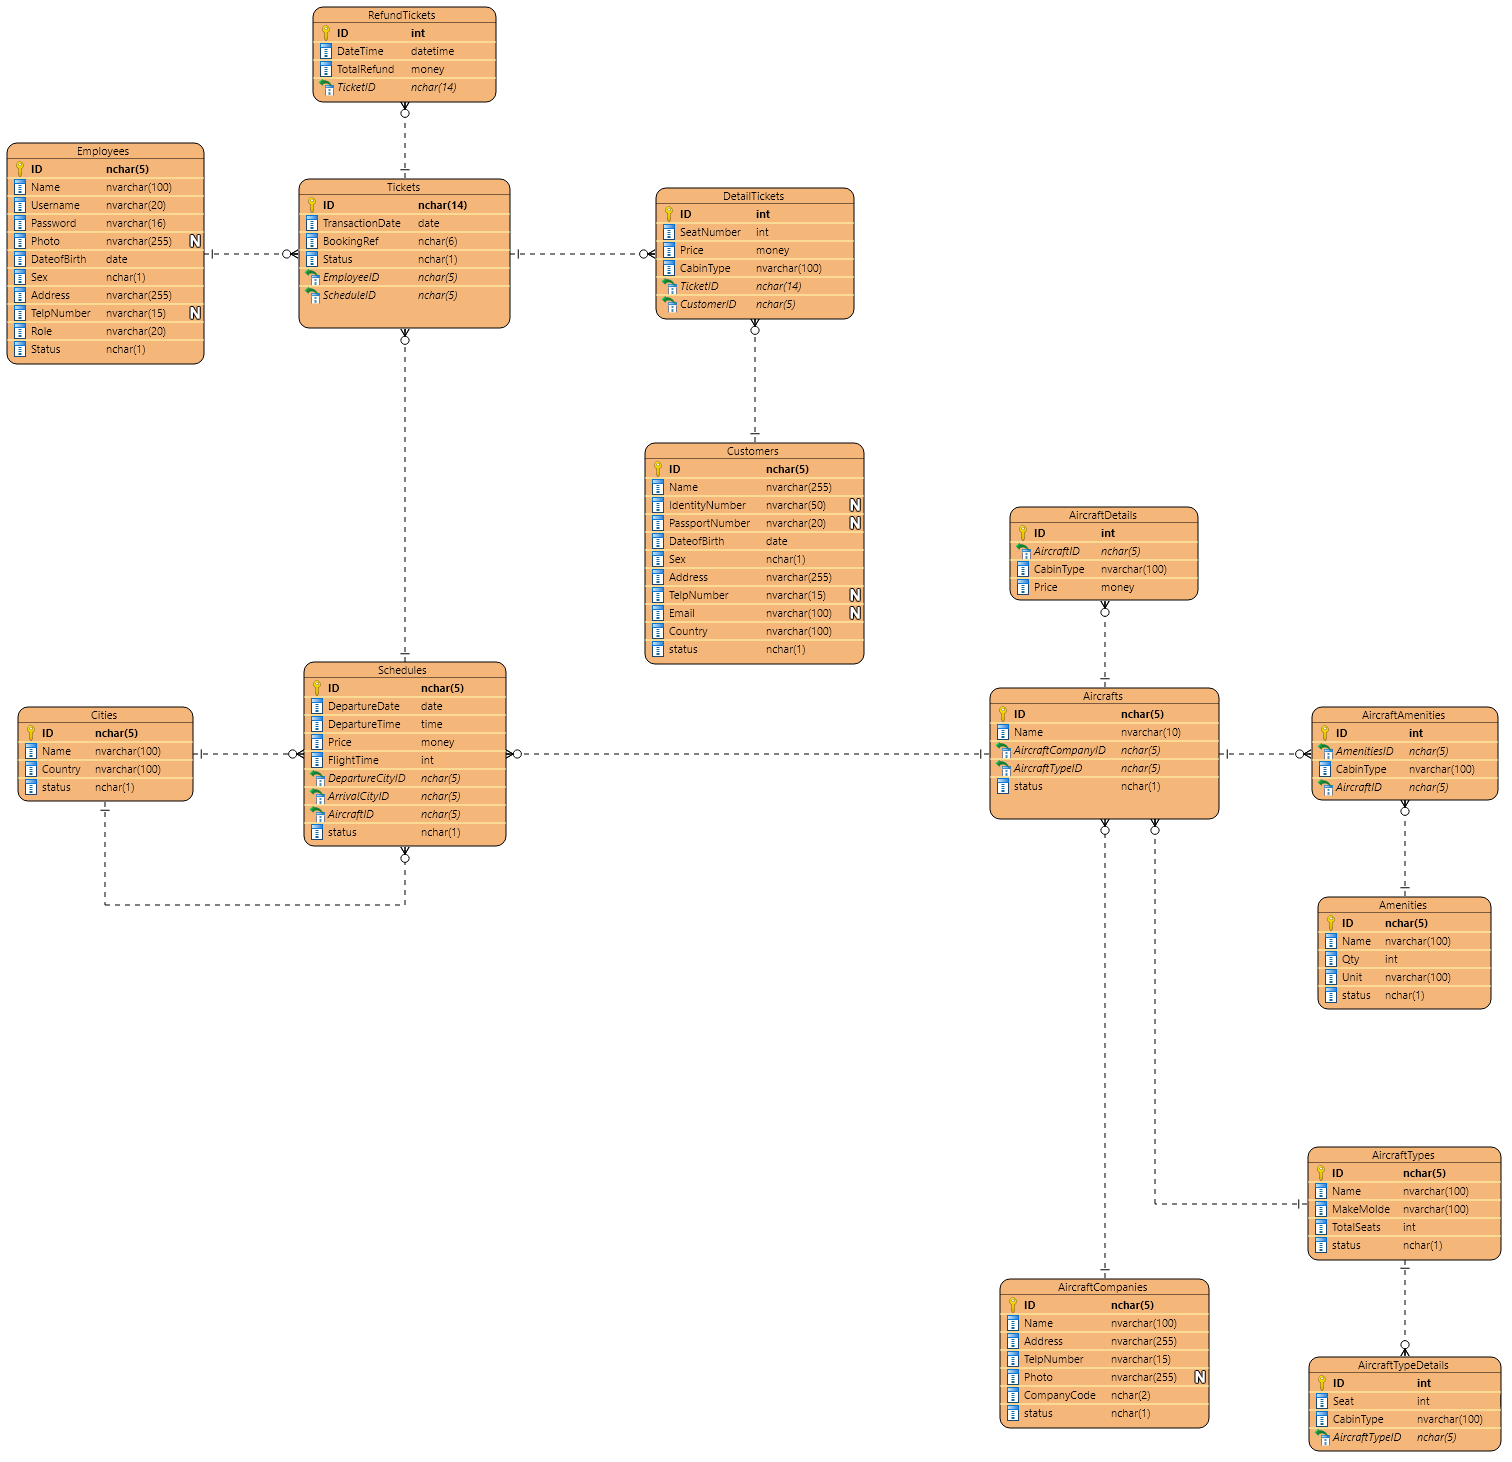 RefundTickets
ID int
DateTime datetime
TotalRefund money
TicketID nchar(14)
Employees
ID nchar(5)
Name nvarchar(100)
Username nvarchar(20)
Password nvarchar(16)
Photo nvarchar(255) N
DateofBirth date
Sex nchar(1)
Address nvarchar(255)
TelpNumber nvarchar(15) N
Role nvarchar(20)
Status nchar(1)
Tickets
ID nchar(14)
TransactionDate date
BookingRef nchar(6)
Status nchar(1)
EmployeeID nchar(5)
ScheduleID nchar(5)
DetailTickets
ID int
SeatNumber int
Price money
CabinType nvarchar(100)
TicketID nchar(14)
CustomerID nchar(5)
Customers
ID nchar(5)
Name nvarchar(255)
IdentityNumber nvarchar(50) N
PassportNumber nvarchar(20) N
DateofBirth date
Sex nchar(1)
Address nvarchar(255)
TelpNumber nvarchar(15) N
Email nvarchar(100) N
Country nvarchar(100)
status nchar(1)
AircraftDetails
ID int
AircraftID nchar(5)
CabinType nvarchar(100)
Price money
Cities
ID nchar(5)
Name nvarchar(100)
Country nvarchar(100)
status nchar(1)
Schedules
ID nchar(5)
DepartureDate date
DepartureTime time
Price money
FlightTime int
DepartureCityID nchar(5)
ArrivalCityID nchar(5)
AircraftID nchar(5)
status nchar(1)
Aircrafts
ID nchar(5)
Name nvarchar(10)
AircraftCompanyID nchar(5)
AircraftTypeID nchar(5)
status nchar(1)
AircraftAmenities
ID int
AmenitiesID nchar(5)
CabinType nvarchar(100)
AircraftID nchar(5)
Amenities
ID nchar(5)
Name nvarchar(100)
Qty int
Unit nvarchar(100)
status nchar(1)
AircraftTypes
ID nchar(5)
Name nvarchar(100)
MakeMolde nvarchar(100)
TotalSeats int
status nchar(1)
AircraftCompanies
ID nchar(5)
Name nvarchar(100)
Address nvarchar(255)
TelpNumber nvarchar(15)
Photo nvarchar(255) N
CompanyCode nchar(2)
status nchar(1)
AircraftTypeDetails
ID int
Seat int
CabinType nvarchar(100)
AircraftTypeID nchar(5)